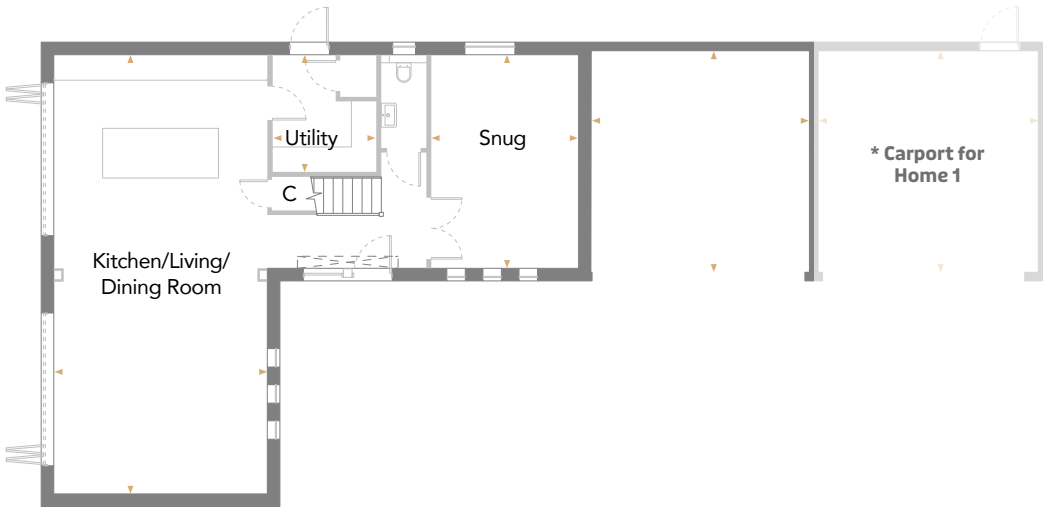 Utility
Snug
* Carport for
Home 1
C
Kitchen/Living/
Dining Room